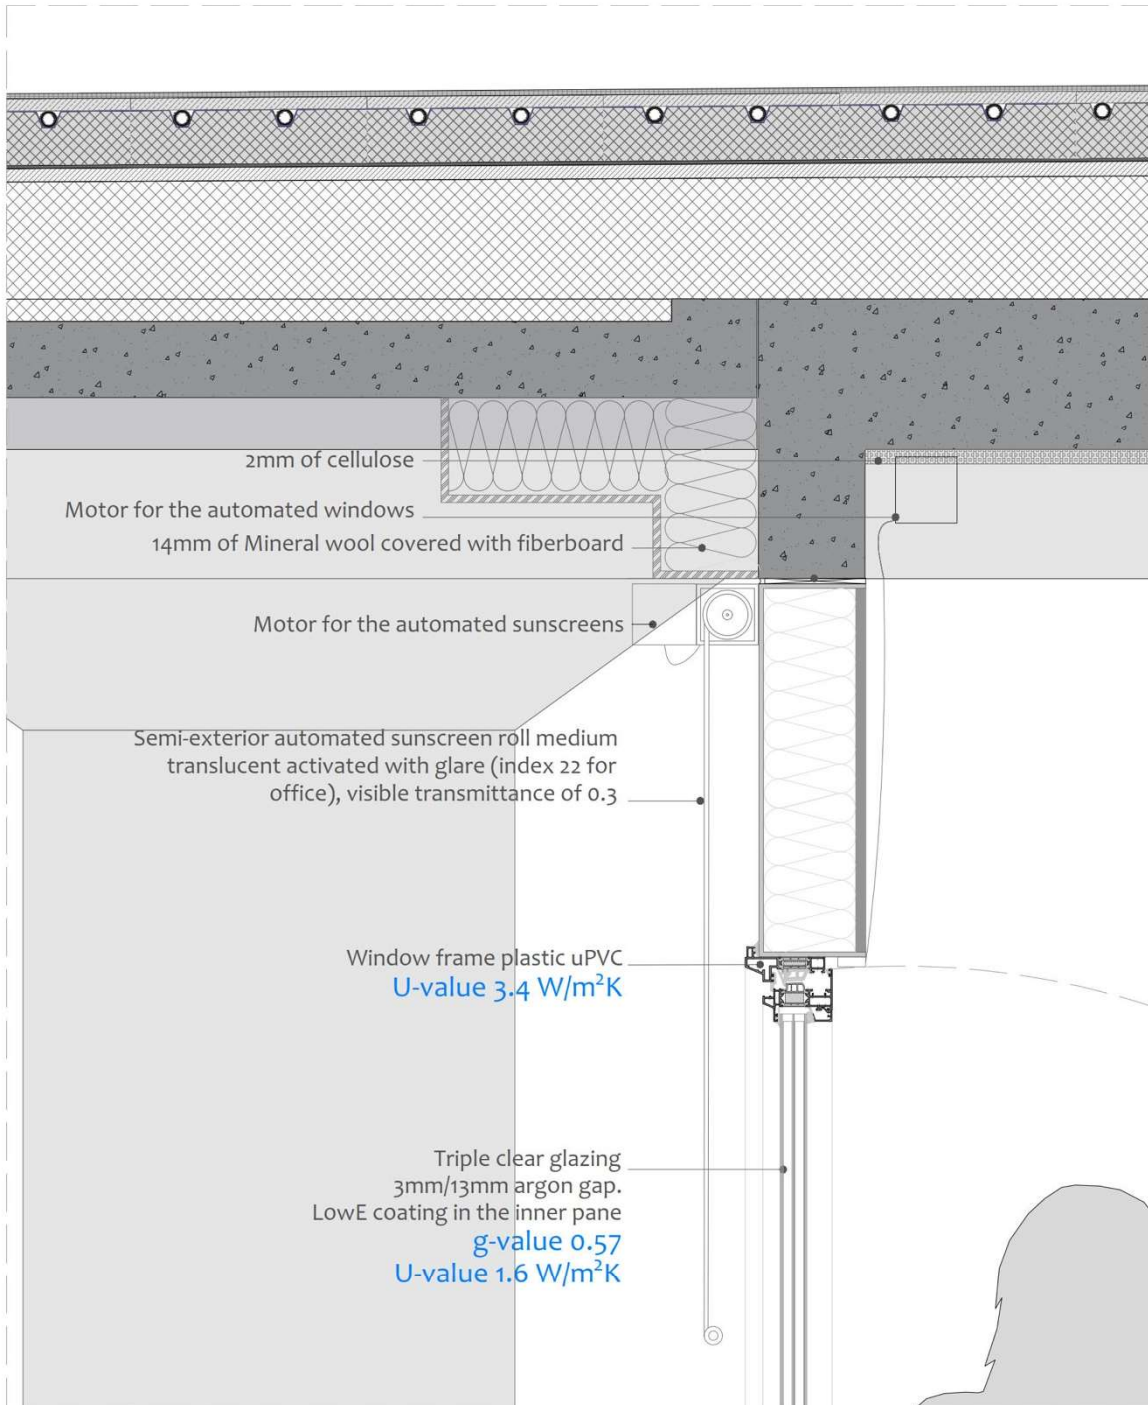 2mm of cellulose
Motor for the automated windows
14mm of Mineral wool covered with fiberboard
Motor for the automated sunscreens
Semi-exterior automated sunscreen roll medium
translucent activated with glare (index 22 for
office), visible transmittance of 0.3
Window frame plastic uPVC
U-value 3.4 W/m²K
Triple clear glazing
3mm/13mm argon gap.
LowE coating in the inner pane
g-value 0.57
U-value 1.6 W/m²K